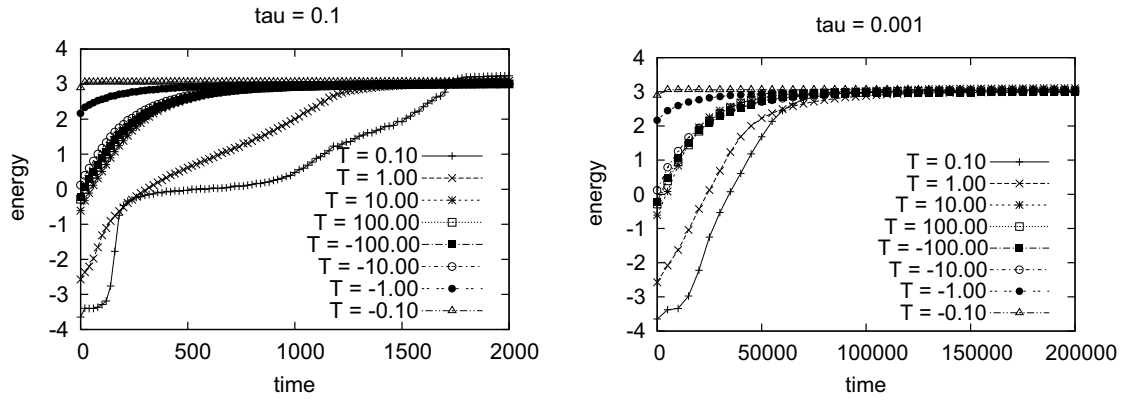 tau = 0.1
4
3
2
1
0
-1
-2
-3
-4
energy
T = 0.10
T = 1.00
T = 10.00
T = 100.00
T = -100.00
T = -10.00
T = -1.00
T = -0.10
0 500 1000 1500 2000
time
tau = 0.001
4
3
2
1
0
-1
-2
-3
-4
energy
T = 0.10
T = 1.00
T = 10.00
T = 100.00
T = -100.00
T = -10.00
T = -1.00
T = -0.10
0 50000 100000 150000 200000
time